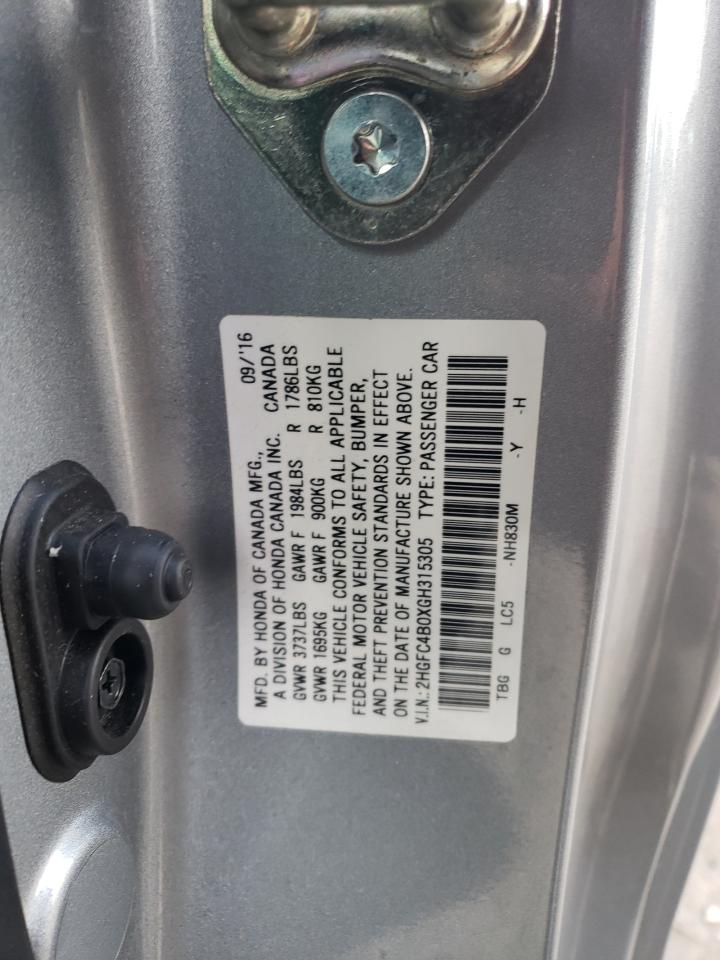 MFD. BY HONDA OF CANADA MFG., 09/'16
A DIVISION OF HONDA CANADA INC. CANADA
GVWR 3737LBS GAWR F 1984LBS R 1786LBS
GVWR 1695KG GAWR F 900KG R 810KG
THIS VEHICLE CONFORMS TO ALL APPLICABLE
FEDERAL MOTOR VEHICLE SAFETY, BUMPER,
AND THEFT PREVENTION STANDARDS IN EFFECT
ON THE DATE OF MANUFACTURE SHOWN ABOVE.
V.I.N.: 2HGFC4B0XGH315305 TYPE: PASSENGER CAR
TBG G LC5 -NH830M -Y -H